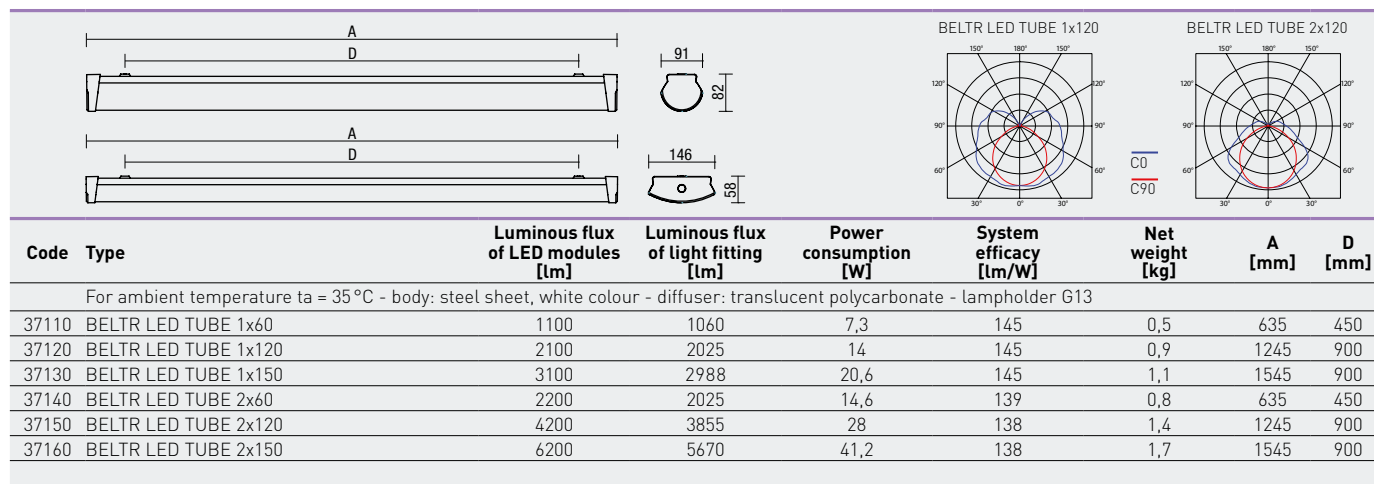 A
D
91
82
A
D
146
58
BELTR LED TUBE 1x120
150° 180° 150°
120° 120°
90° 90°
60° 60°
30° 0° 30°
C0
C90
BELTR LED TUBE 2x120
150° 180° 150°
120° 120°
90° 90°
60° 60°
30° 0° 30°
Code Type Luminous flux of LED modules [lm] Luminous flux of light fitting [lm] Power consumption [W] System efficacy [lm/W] Net weight [kg] A [mm] D [mm]
For ambient temperature ta = 35°C - body: steel sheet, white colour - diffuser: translucent polycarbonate - lampholder G13
37110 BELTR LED TUBE 1x60 1100 1060 7,3 145 0,5 635 450
37120 BELTR LED TUBE 1x120 2100 2025 14 145 0,9 1245 900
37130 BELTR LED TUBE 1x150 3100 2988 20,6 145 1,1 1545 900
37140 BELTR LED TUBE 2x60 2200 2025 14,6 139 0,8 635 450
37150 BELTR LED TUBE 2x120 4200 3855 28 138 1,4 1245 900
37160 BELTR LED TUBE 2x150 6200 5670 41,2 138 1,7 1545 900